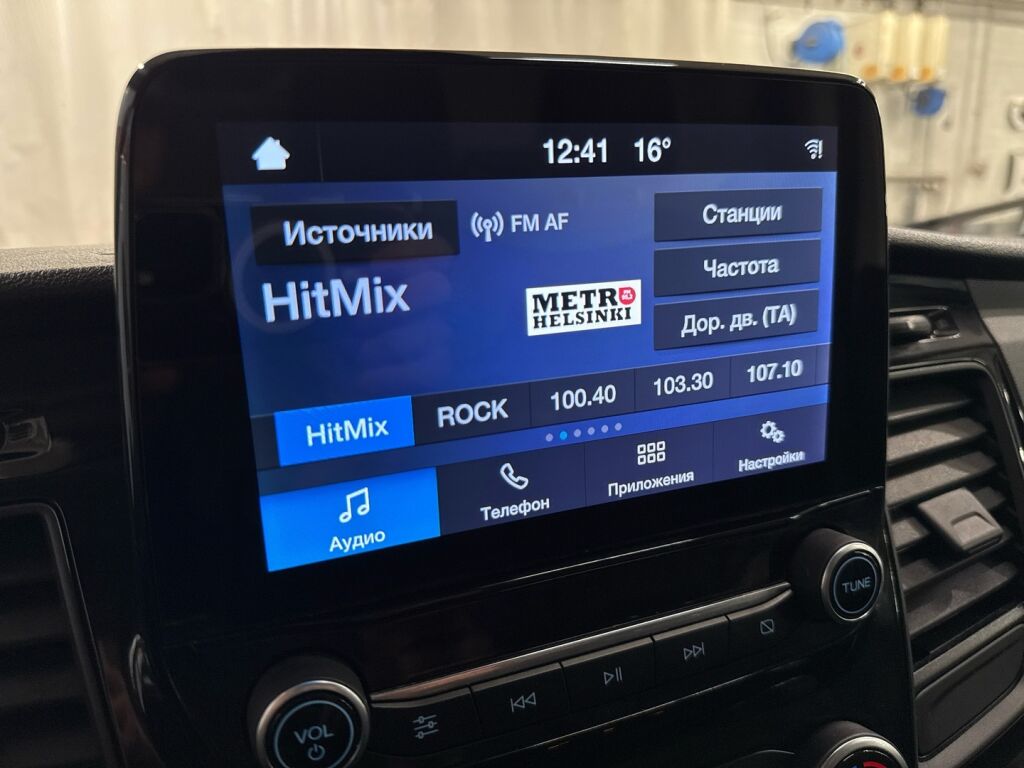 12:41 16°
Источники
FM AF
Станции
Частота
HitMix
METRO
HELSINKI
Дор. дв. (TA)
HitMix
ROCK
100.40
103.30
107.10
Аудио
Телефон
Приложения
Настройки
TUNE
VOL